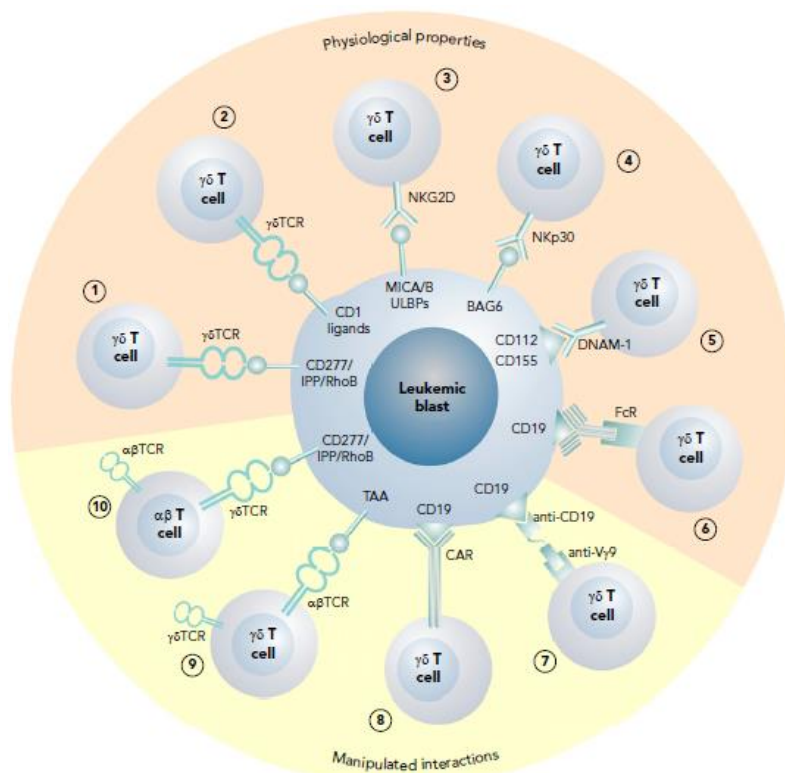 Physiological properties
③
γδ T
cell
NKG2D
MICA/B
ULBPs
②
γδ T
cell
γδTCR
CD1
ligands
④
γδ T
cell
NKp30
BAG6
①
γδ T
cell
γδTCR
CD277/
IPP/RhoB
⑤
γδ T
cell
DNAM-1
CD112
CD155
Leukemic
blast
FcR
CD19
γδ T
cell
⑥
αβTCR
⑩
αβ T
cell
γδTCR
CD277/
IPP/RhoB
TAA
αβTCR
γδTCR
γδ T
cell
⑨
CD19
CAR
γδ T
cell
⑧
CD19
anti-CD19
anti-Vγ9
γδ T
cell
⑦
Manipulated interactions